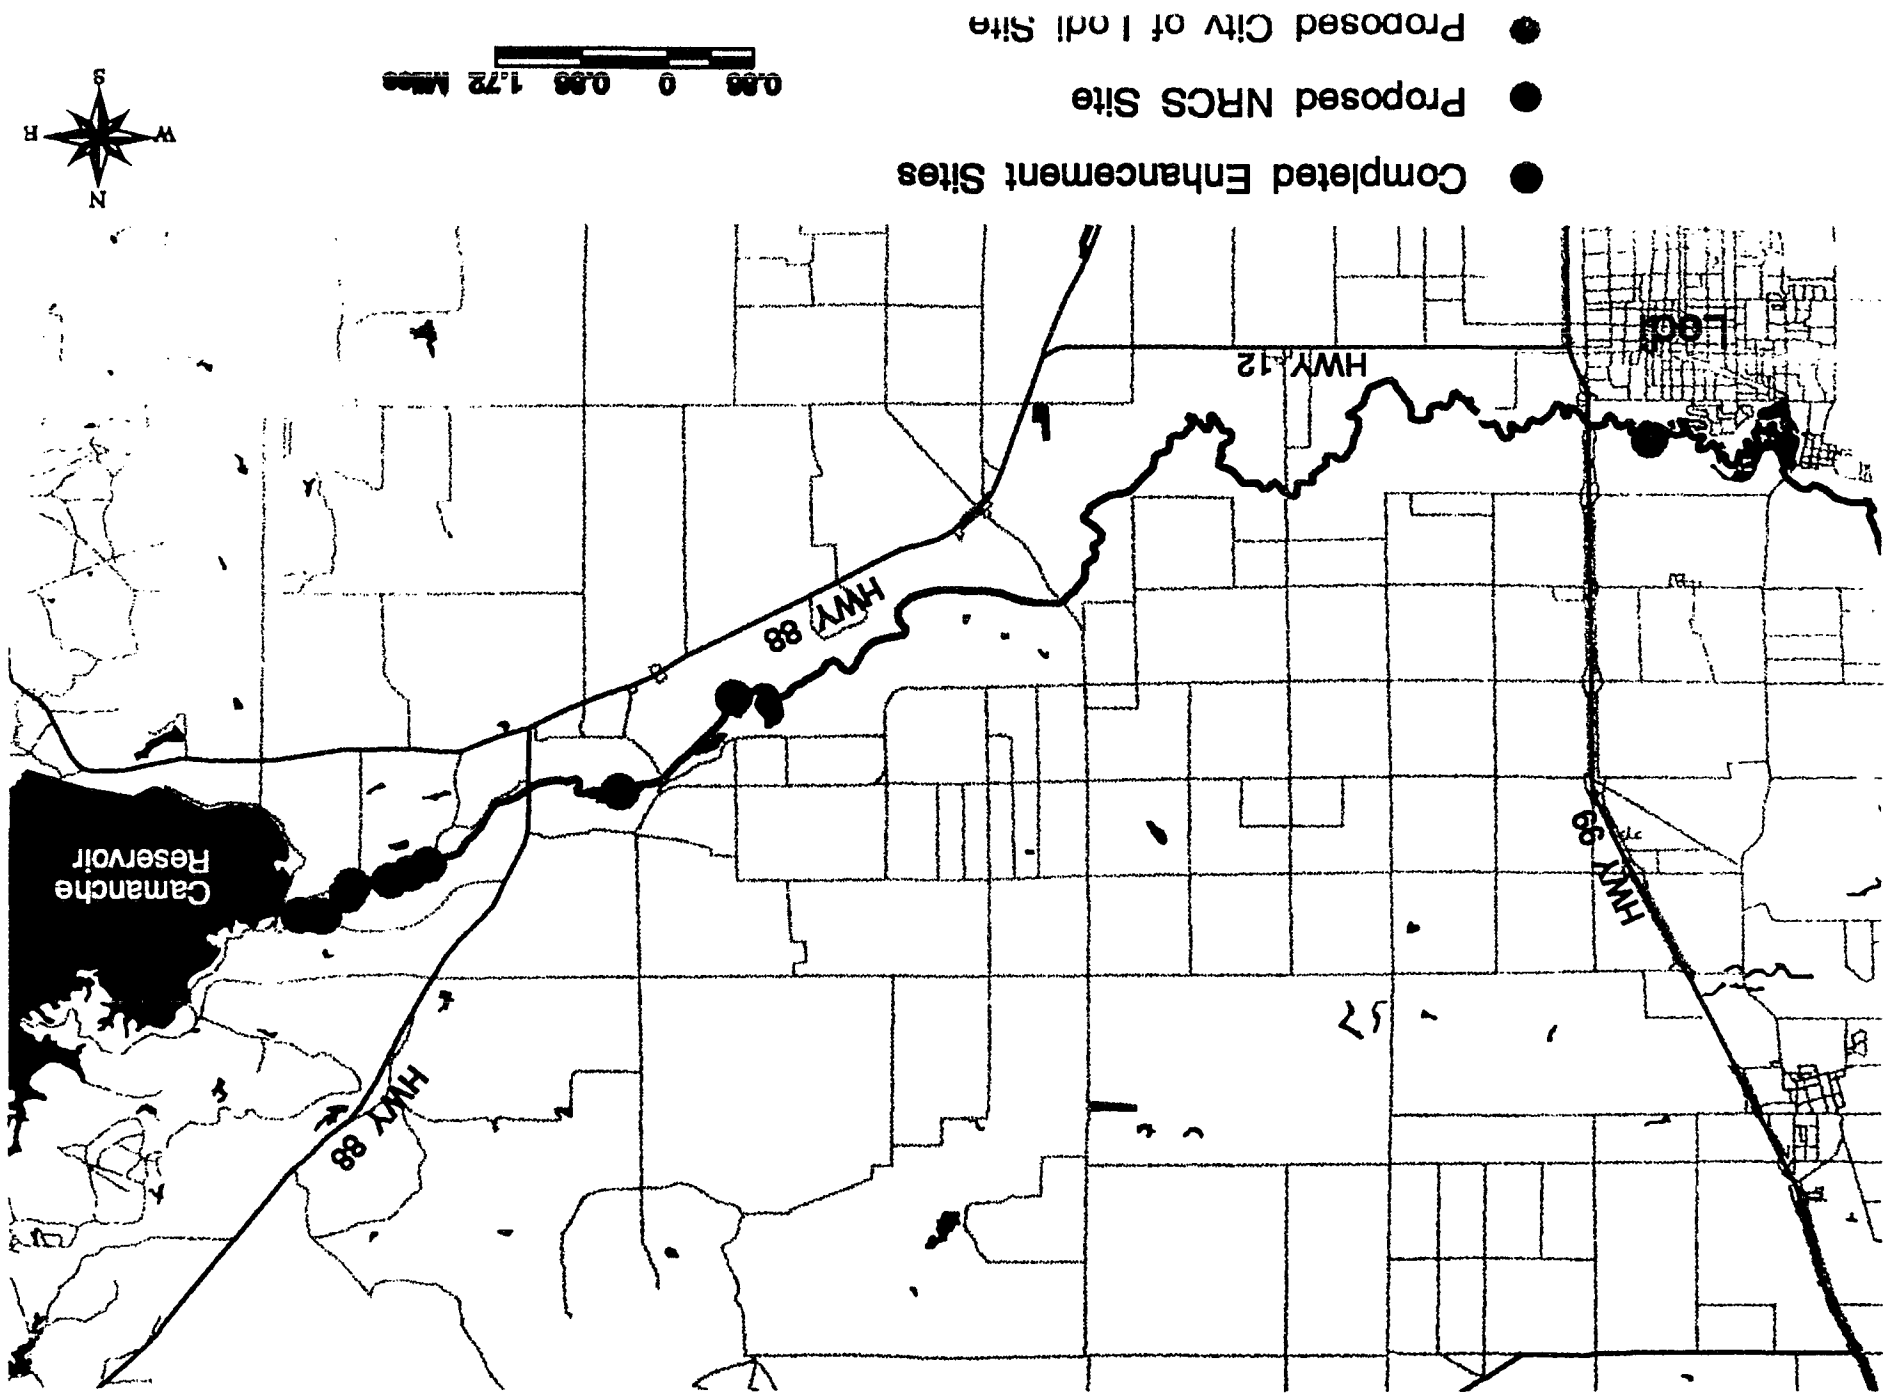 HWY 88
HWY 99
Camanche
Reservoir
HWY 88
HWY 12
Lodi
Completed Enhancement Sites
Proposed NRCS Site
Proposed City of Lodi Site
N
W
E
S
0.86 0 0.86 1.72 Miles